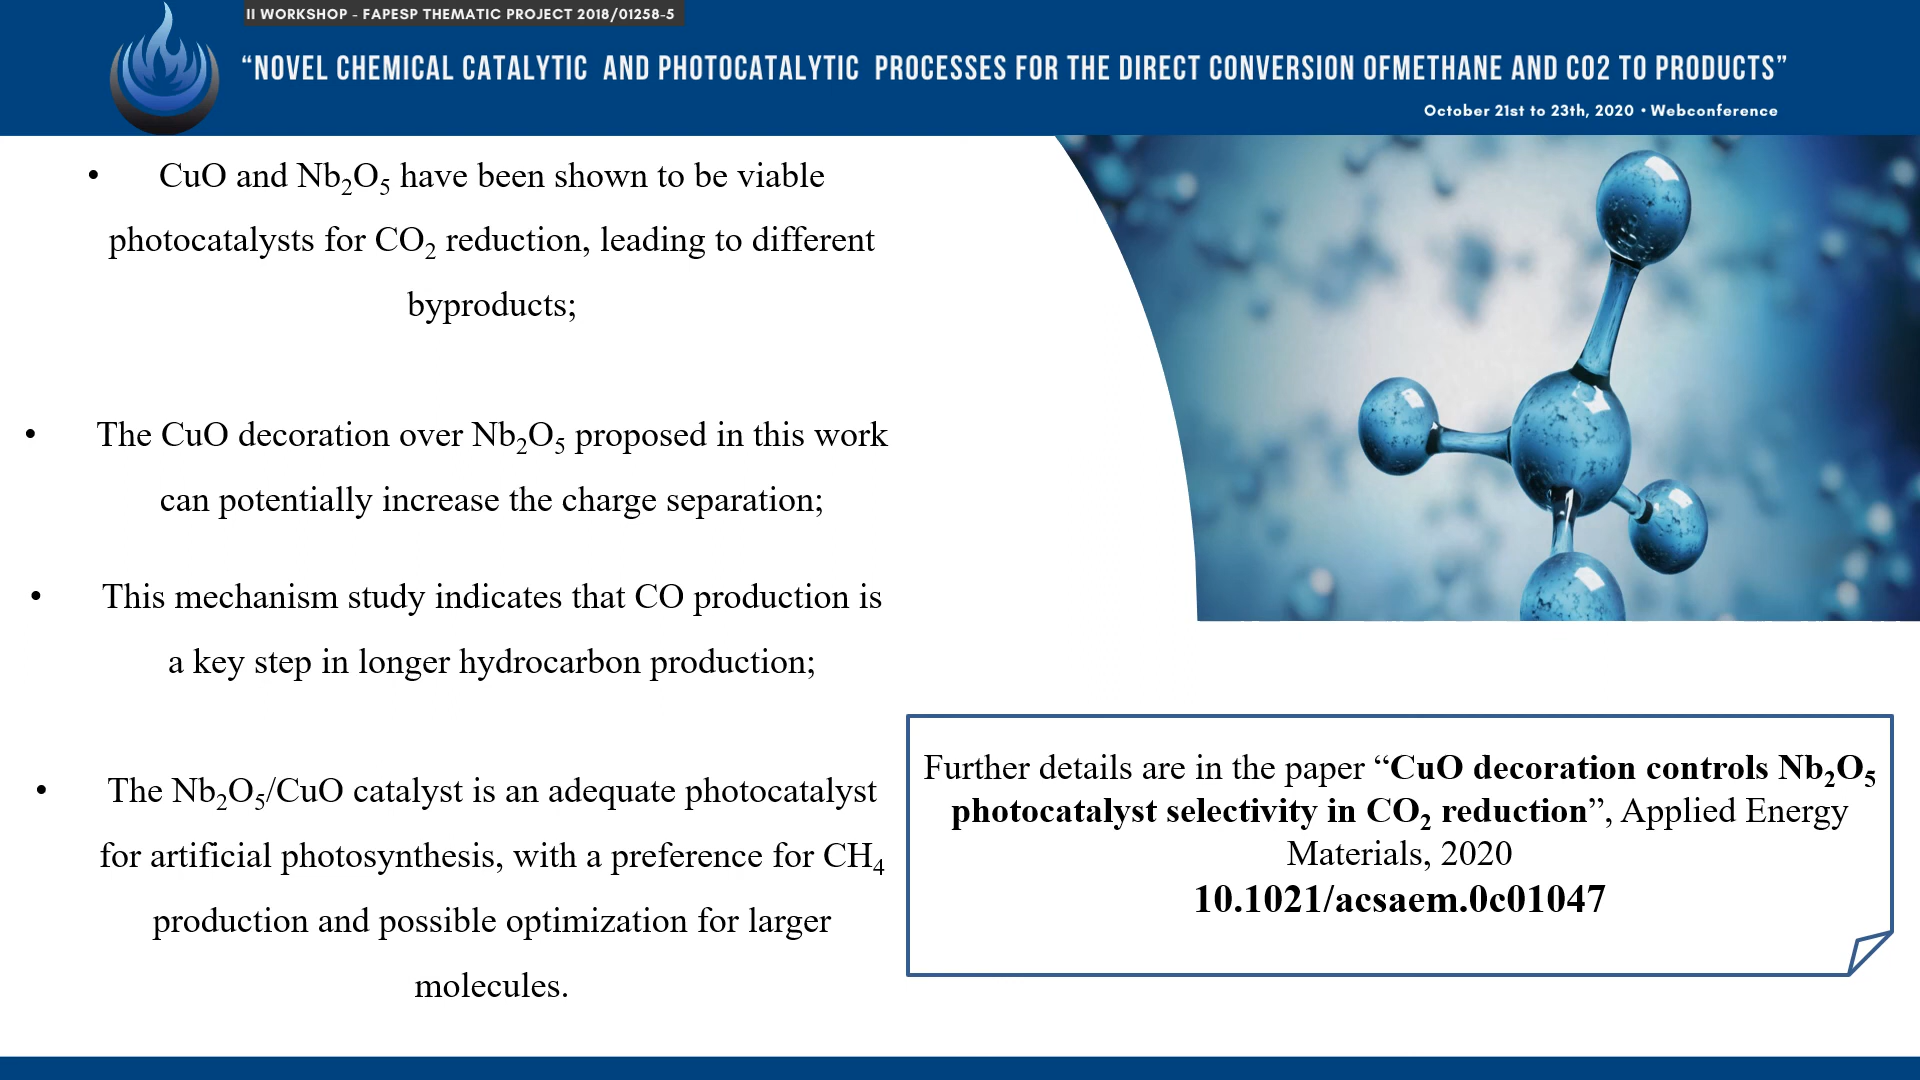 II WORKSHOP - FAPESP THEMATIC PROJECT 2018/01258-5
“NOVEL CHEMICAL CATALYTIC AND PHOTOCATALYTIC PROCESSES FOR THE DIRECT CONVERSION OFMETHANE AND CO2 TO PRODUCTS”
October 21st to 23th, 2020 • Webconference
• CuO and Nb₂O₅ have been shown to be viable
photocatalysts for CO₂ reduction, leading to different
byproducts;
• The CuO decoration over Nb₂O₅ proposed in this work
can potentially increase the charge separation;
• This mechanism study indicates that CO production is
a key step in longer hydrocarbon production;
• The Nb₂O₅/CuO catalyst is an adequate photocatalyst
for artificial photosynthesis, with a preference for CH₄
production and possible optimization for larger
molecules.
Further details are in the paper “CuO decoration controls Nb₂O₅
photocatalyst selectivity in CO₂ reduction”, Applied Energy
Materials, 2020
10.1021/acsaem.0c01047